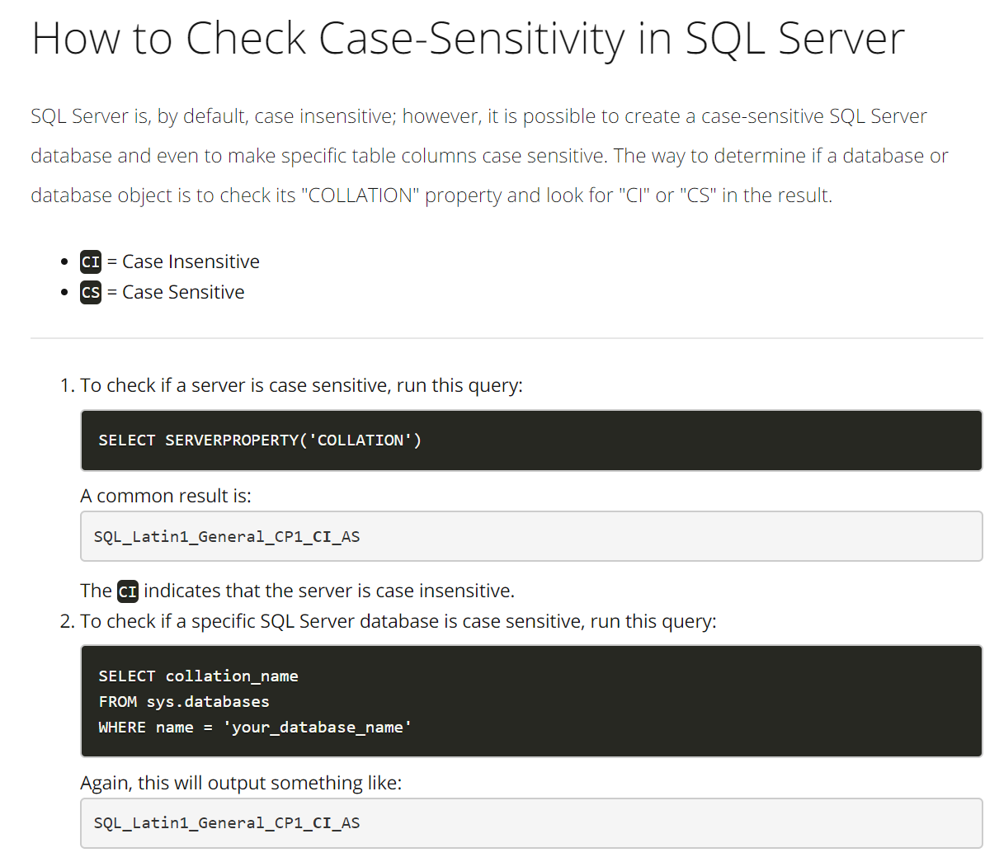 How to Check Case-Sensitivity in SQL Server
SQL Server is, by default, case insensitive; however, it is possible to create a case-sensitive SQL Server
database and even to make specific table columns case sensitive. The way to determine if a database or
database object is to check its "COLLATION" property and look for "CI" or "CS" in the result.
• CI = Case Insensitive
• CS = Case Sensitive
1. To check if a server is case sensitive, run this query:
SELECT SERVERPROPERTY('COLLATION')
A common result is:
SQL_Latin1_General_CP1_CI_AS
The CI indicates that the server is case insensitive.
2. To check if a specific SQL Server database is case sensitive, run this query:
SELECT collation_name
FROM sys.databases
WHERE name = 'your_database_name'
Again, this will output something like:
SQL_Latin1_General_CP1_CI_AS